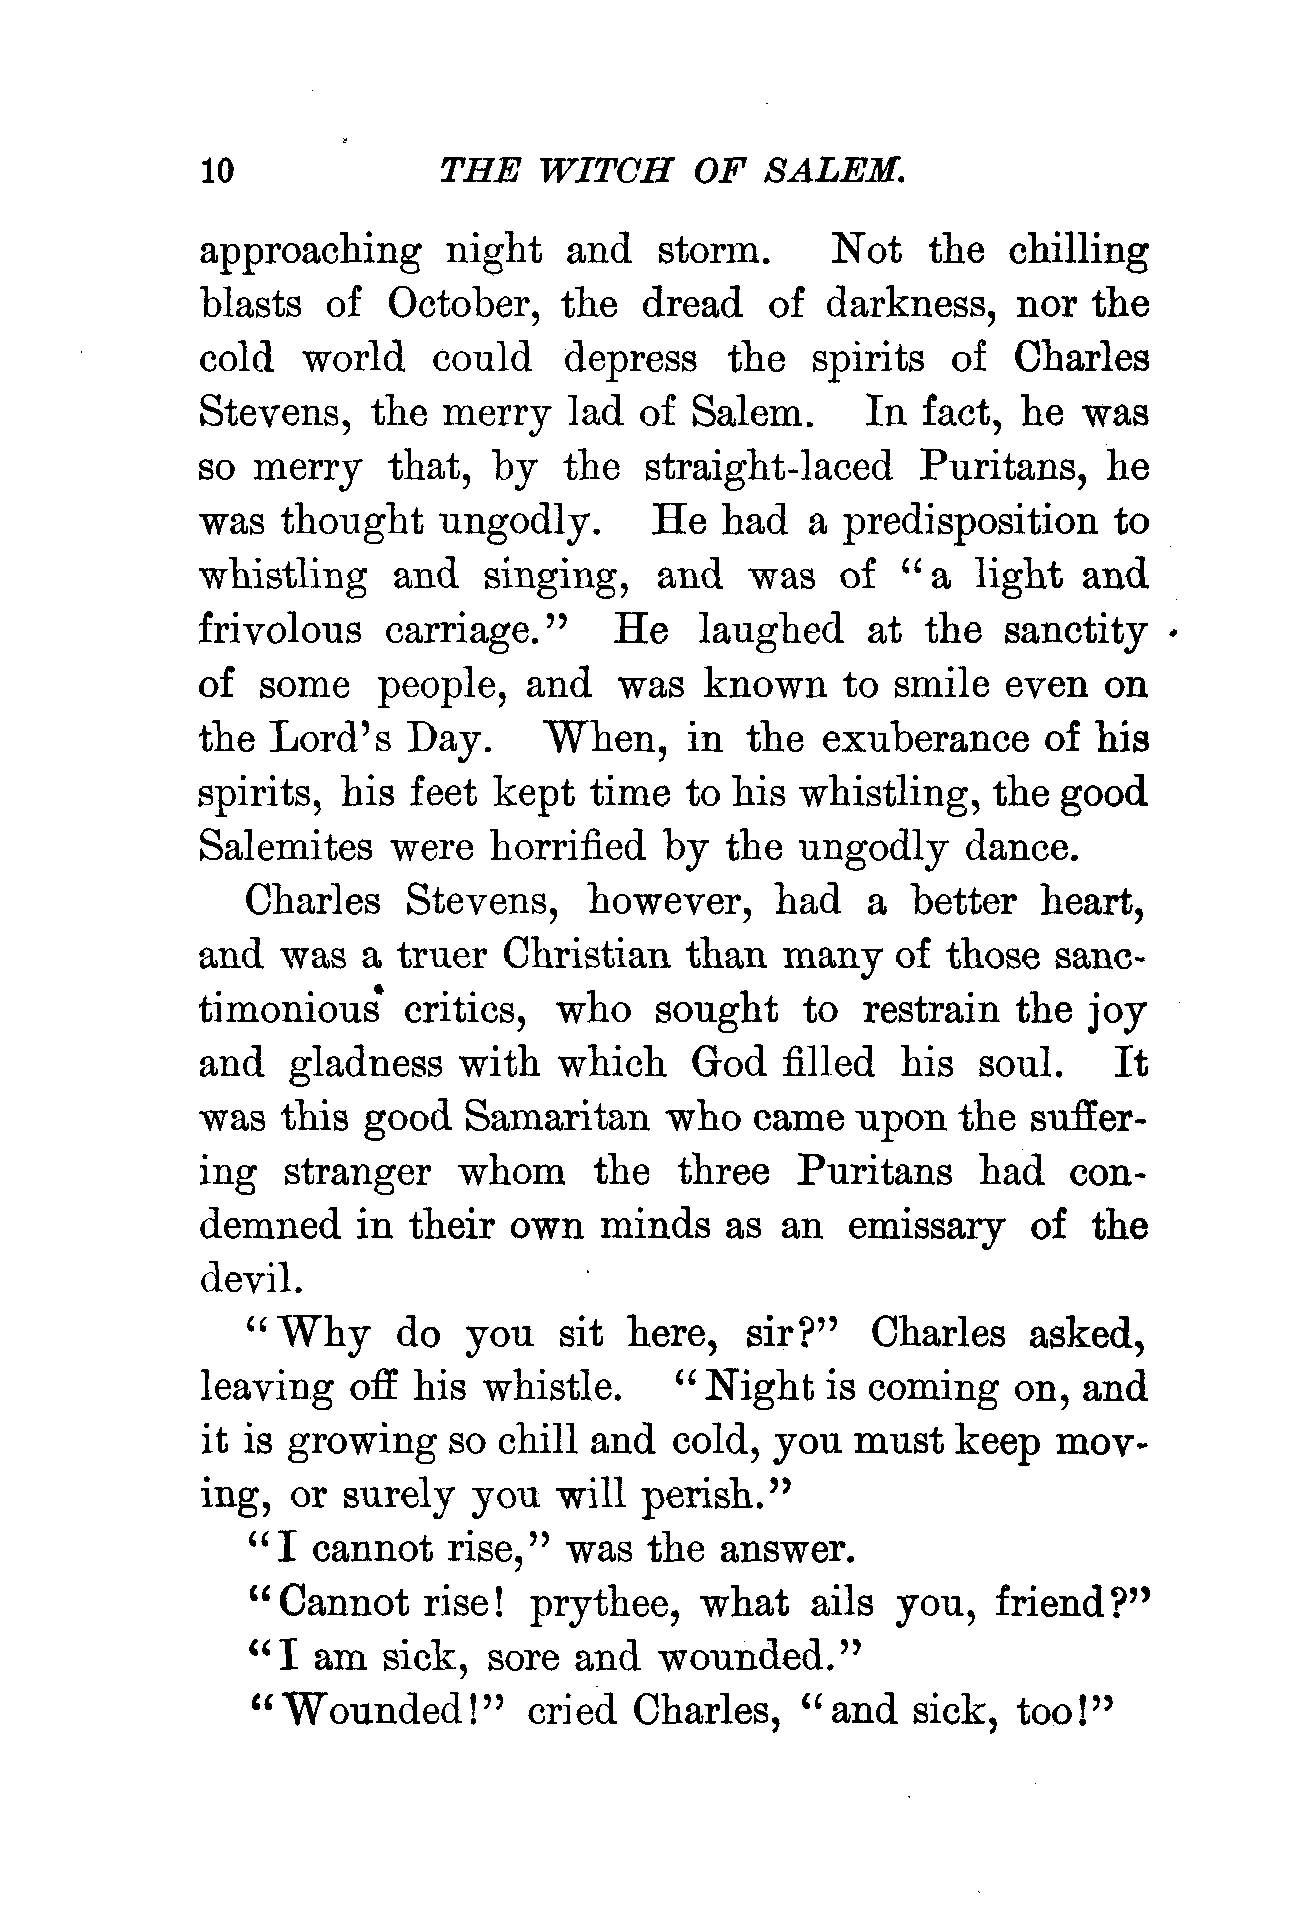 10 THE WITCH OF SALEM.
approaching night and storm. Not the chilling
blasts of October, the dread of darkness, nor the
cold world could depress the spirits of Charles
Stevens, the merry lad of Salem. In fact, he was
so merry that, by the straight-laced Puritans, he
was thought ungodly. He had a predisposition to
whistling and singing, and was of "a light and
frivolous carriage." He laughed at the sanctity
of some people, and was known to smile even on
the Lord's Day. When, in the exuberance of his
spirits, his feet kept time to his whistling, the good
Salemites were horrified by the ungodly dance.
Charles Stevens, however, had a better heart,
and was a truer Christian than many of those sanc-
timonious critics, who sought to restrain the joy
and gladness with which God filled his soul. It
was this good Samaritan who came upon the suffer-
ing stranger whom the three Puritans had con-
demned in their own minds as an emissary of the
devil.
"Why do you sit here, sir?" Charles asked,
leaving off his whistle. "Night is coming on, and
it is growing so chill and cold, you must keep mov-
ing, or surely you will perish."
"I cannot rise," was the answer.
"Cannot rise! prythee, what ails you, friend?"
"I am sick, sore and wounded."
"Wounded!" cried Charles, "and sick, too!"